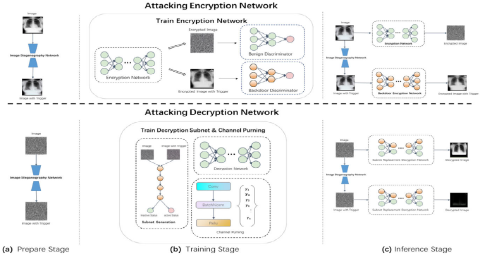 Attacking Encryption Network
Image
Image Steganography Network
Image with Trigger
Train Encryption Network
Encryption Network
Encrypted Image
Encrypted Image with Trigger
Benign Discriminator
Backdoor Discriminator
Image
Image Steganography Network
Image with Trigger
Encryption Network
Encrypted Image
Backdoor Encryption Network
Encrypted Image with Trigger
Attacking Decryption Network
Image
Image Steganography Network
Image with Trigger
Train Decryption Subnet & Channel Purning
Image
Image with Trigger
Subnet Generation
Decryption Network
Channel Purning
Image
Image Steganography Network
Image with Trigger
Subnet Replacement Decryption Network
Decrypted Image
Subnet Replacement Decryption Network
Decrypted Image
(a) Prepare Stage
(b) Training Stage
(c) Inference Stage